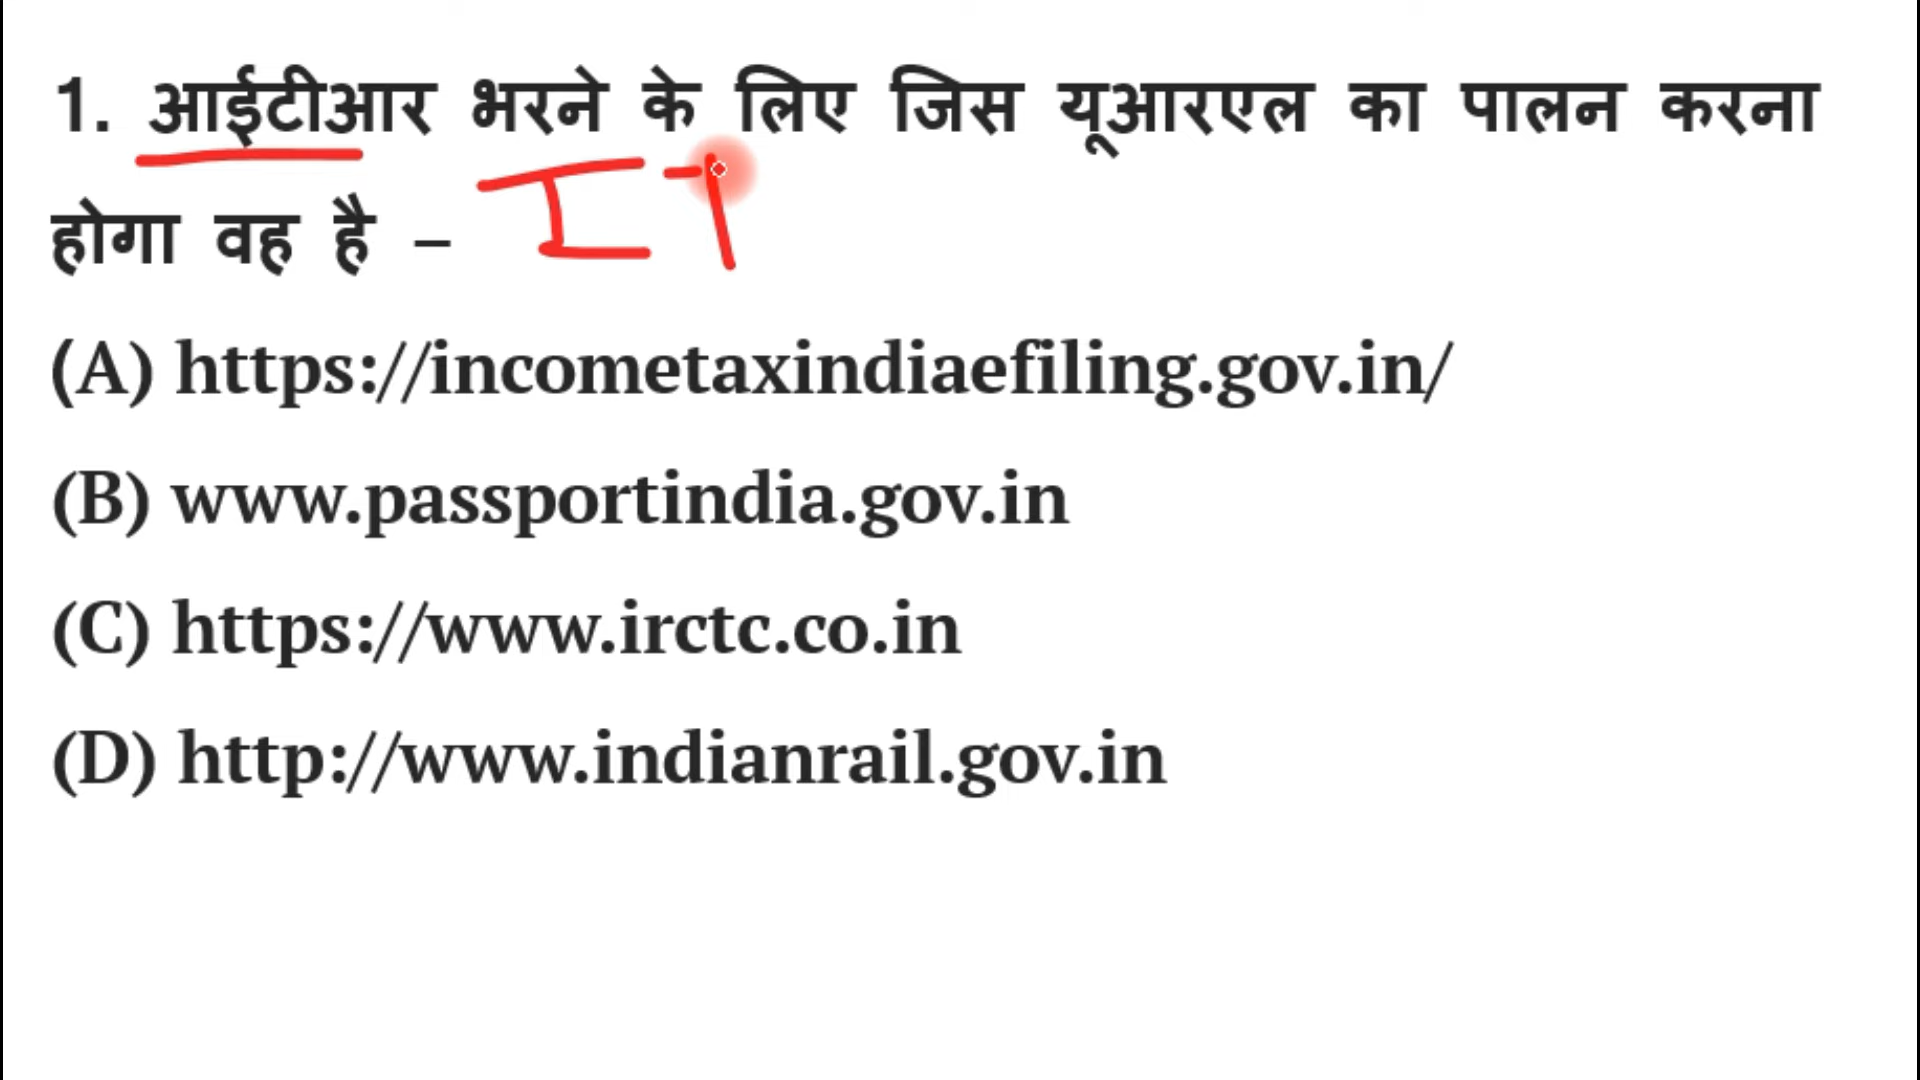 1. आईटीआर भरने के लिए जिस यूआरएल का पालन करना
होगा वह है –
I T
(A) https://incometaxindiaefiling.gov.in/
(B) www.passportindia.gov.in
(C) https://www.irctc.co.in
(D) http://www.indianrail.gov.in